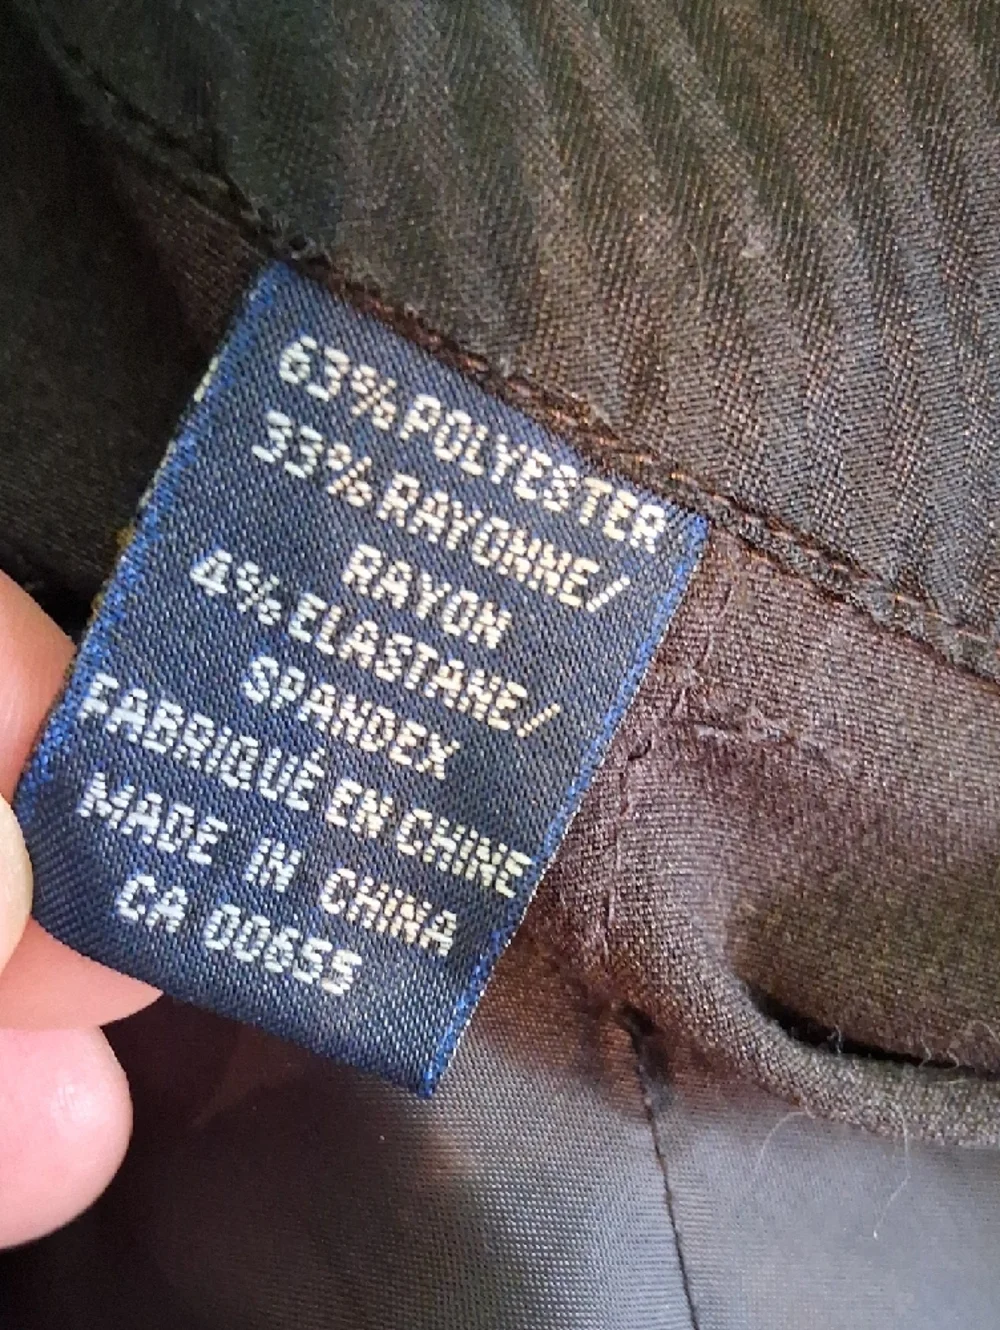 63% POLYESTER
33% RAYONNE/
RAYON
4% ELASTANE/
SPANDEX
FABRIQUÉ EN CHINE
MADE IN CHINA
CA 00655